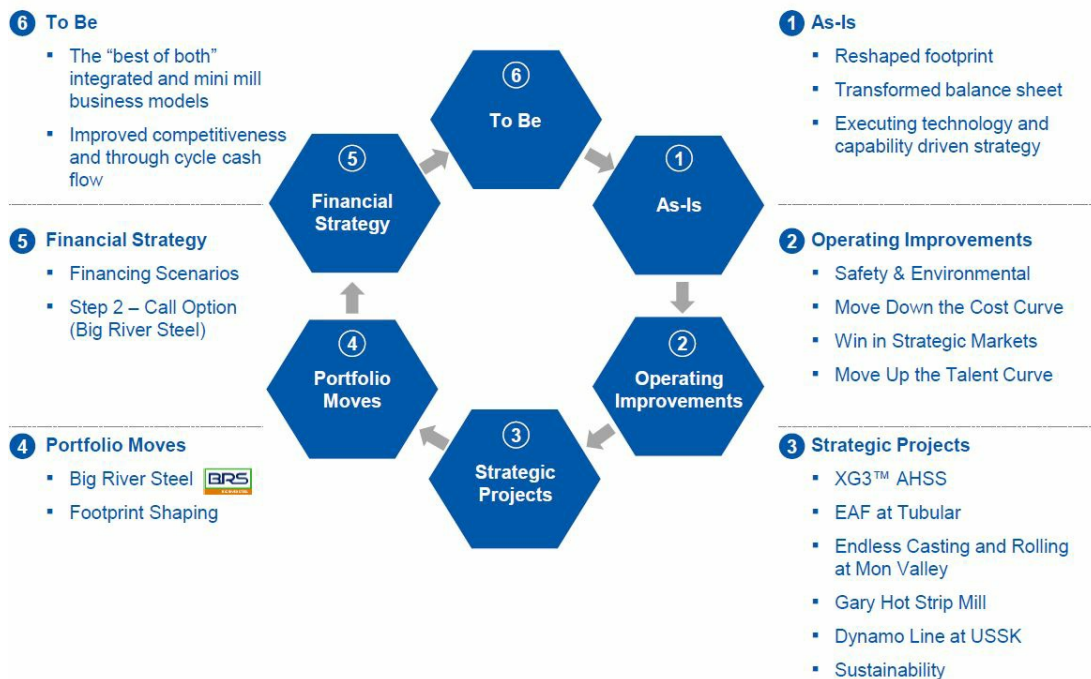 6 To Be
▪ The “best of both”
integrated and mini mill
business models
▪ Improved competitiveness
and through cycle cash
flow
5 Financial Strategy
▪ Financing Scenarios
▪ Step 2 – Call Option
(Big River Steel)
4 Portfolio Moves
▪ Big River Steel BRS
▪ Footprint Shaping
6
To Be
1
As-Is
2
Operating
Improvements
3
Strategic
Projects
4
Portfolio
Moves
5
Financial
Strategy
1 As-Is
▪ Reshaped footprint
▪ Transformed balance sheet
▪ Executing technology and
capability driven strategy
2 Operating Improvements
▪ Safety & Environmental
▪ Move Down the Cost Curve
▪ Win in Strategic Markets
▪ Move Up the Talent Curve
3 Strategic Projects
▪ XG3™ AHSS
▪ EAF at Tubular
▪ Endless Casting and Rolling
at Mon Valley
▪ Gary Hot Strip Mill
▪ Dynamo Line at USSK
▪ Sustainability